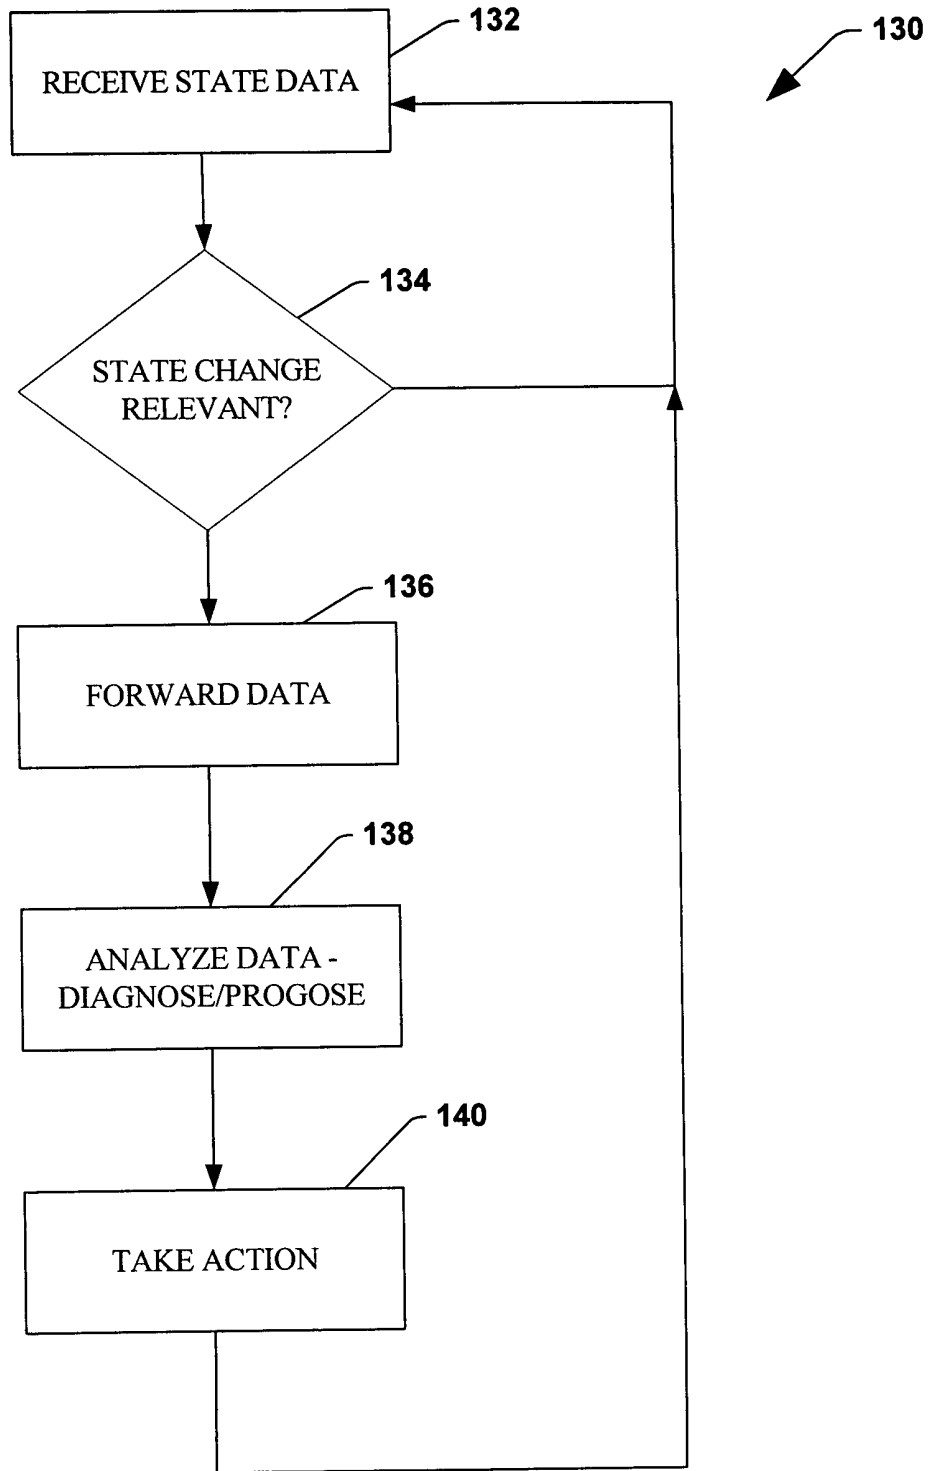 132
130
RECEIVE STATE DATA
134
STATE CHANGE
RELEVANT?
136
FORWARD DATA
138
ANALYZE DATA -
DIAGNOSE/PROGOSE
140
TAKE ACTION